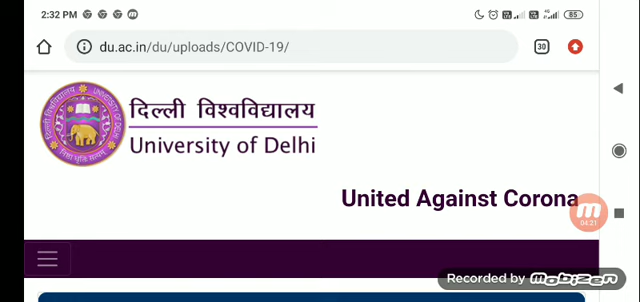 2:32 PM
85
du.ac.in/du/uploads/COVID-19/
30
दिल्ली विश्वविद्यालय
University of Delhi
United Against Corona
04:21
Recorded by mobizen